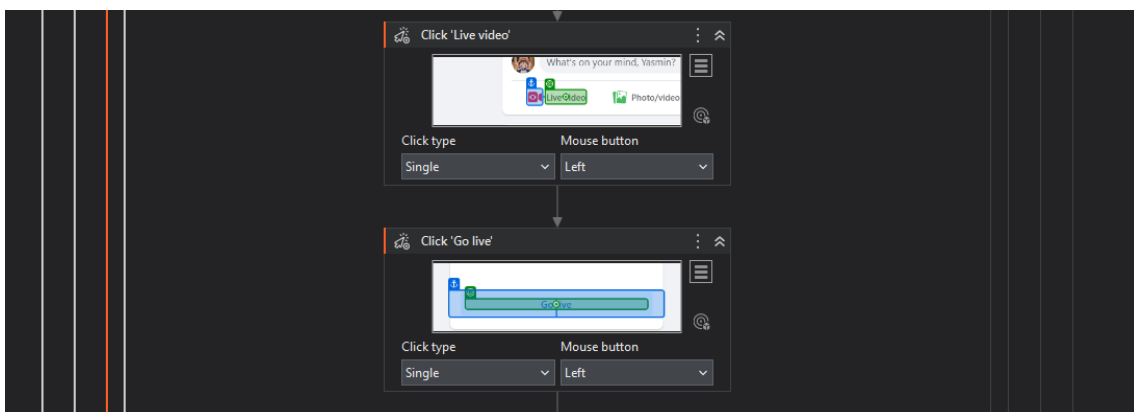 Click 'Live video'
What's on your mind, Yasmin?
Live video
Photo/video
Click type
Mouse button
Single
Left
Click 'Go live'
Go live
Click type
Mouse button
Single
Left